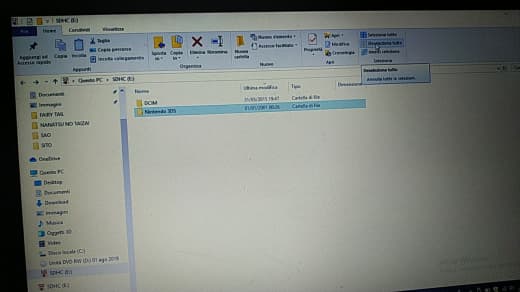 SDHC (E:)
File
Home
Condividi
Visualizza
Aggiungi ad Accesso rapido
Copia
Incolla
Taglia
Copia percorso
Incolla collegamento
Appunti
Sposta in
Copia in
Elimina
Rinomina
Organizza
Nuova cartella
Nuovo elemento
Accesso facilitato
Nuovo
Proprietà
Apri
Modifica
Cronologia
Apri
Seleziona tutto
Deseleziona tutto
Inverti selezione
Seleziona
Deseleziona tutto
Annulla tutte le selezioni.
Questo PC > SDHC (E:)
Documenti
Immagini
FAIRY TAIL
NANATSU NO TAIZAI
SAO
SITO
OneDrive
Questo PC
Desktop
Documenti
Download
Immagini
Musica
Oggetti 3D
Video
Disco locale (C:)
Unità DVD RW (D:) 01 ago 2019
SDHC (E:)
SDHC (E:)
Ultima modifica
Tipo
Dimensione
DCIM
31/05/2015 19:47
Cartella di file
Nintendo 3DS
01/01/2001 00:26
Cartella di file